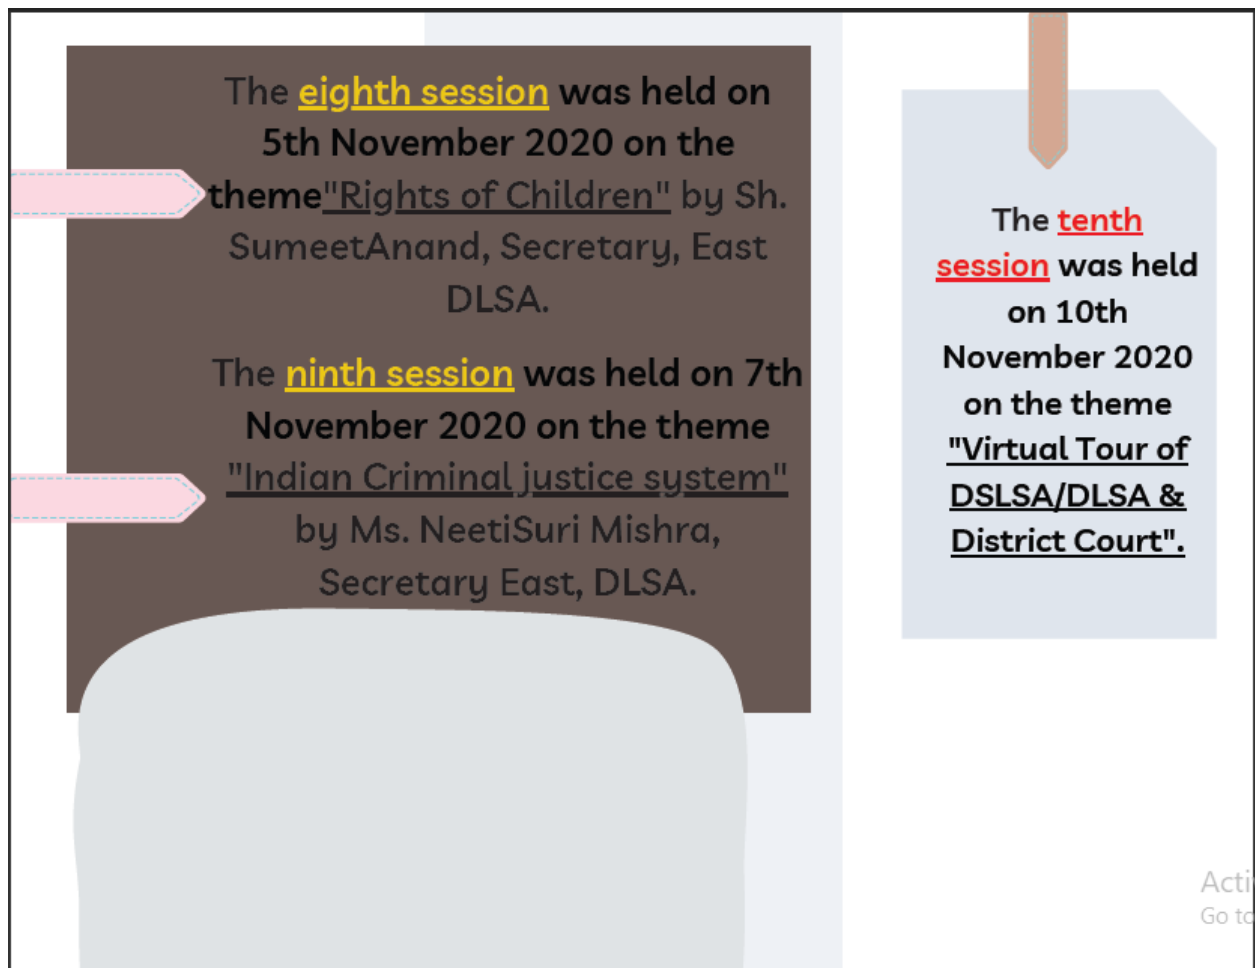 The eighth session was held on
5th November 2020 on the
theme"Rights of Children" by Sh.
SumeetAnand, Secretary, East
DLSA.
The ninth session was held on 7th
November 2020 on the theme
"Indian Criminal justice system"
by Ms. NeetiSuri Mishra,
Secretary East, DLSA.
The tenth
session was held
on 10th
November 2020
on the theme
"Virtual Tour of
DSLSA/DLSA &
District Court".
Go to